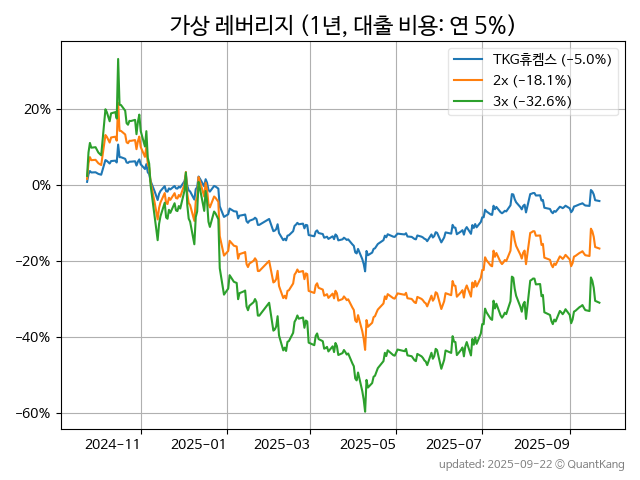 가상 레버리지 (1년, 대출 비용: 연 5%)
TKG휴켐스 (−5.0%)
2x (−18.1%)
3x (−32.6%)
20%
0%
−20%
−40%
−60%
2024-11
2025-01
2025-03
2025-05
2025-07
2025-09
updated: 2025-09-22 © QuantKang